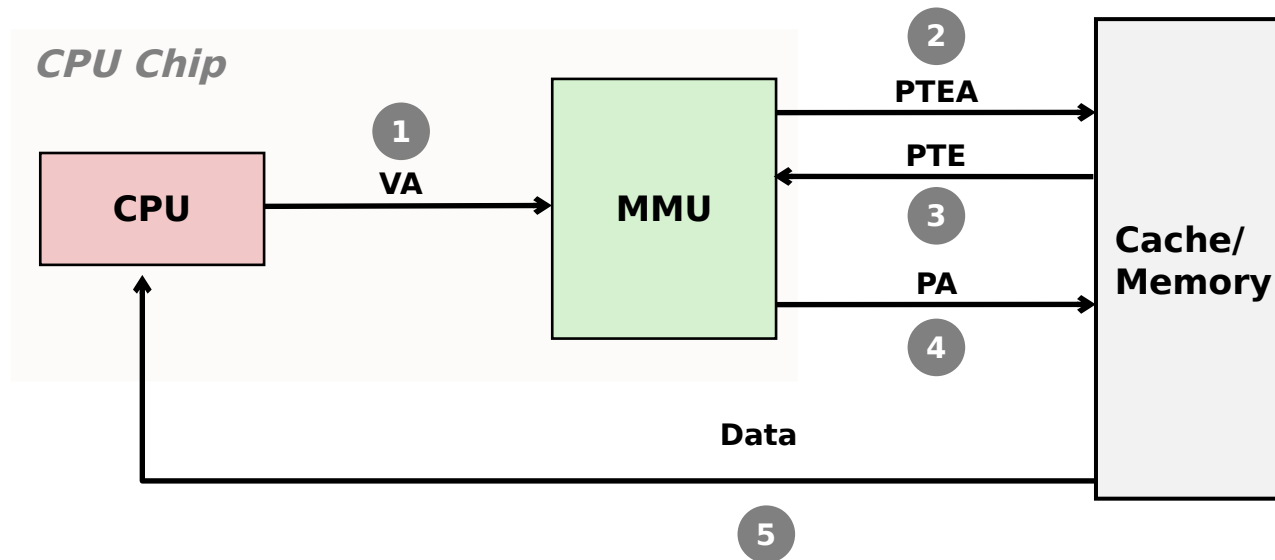 2
CPU Chip
PTEA
1
PTE
VA
CPU
MMU
3
Cache/
Memory
PA
4
Data
5